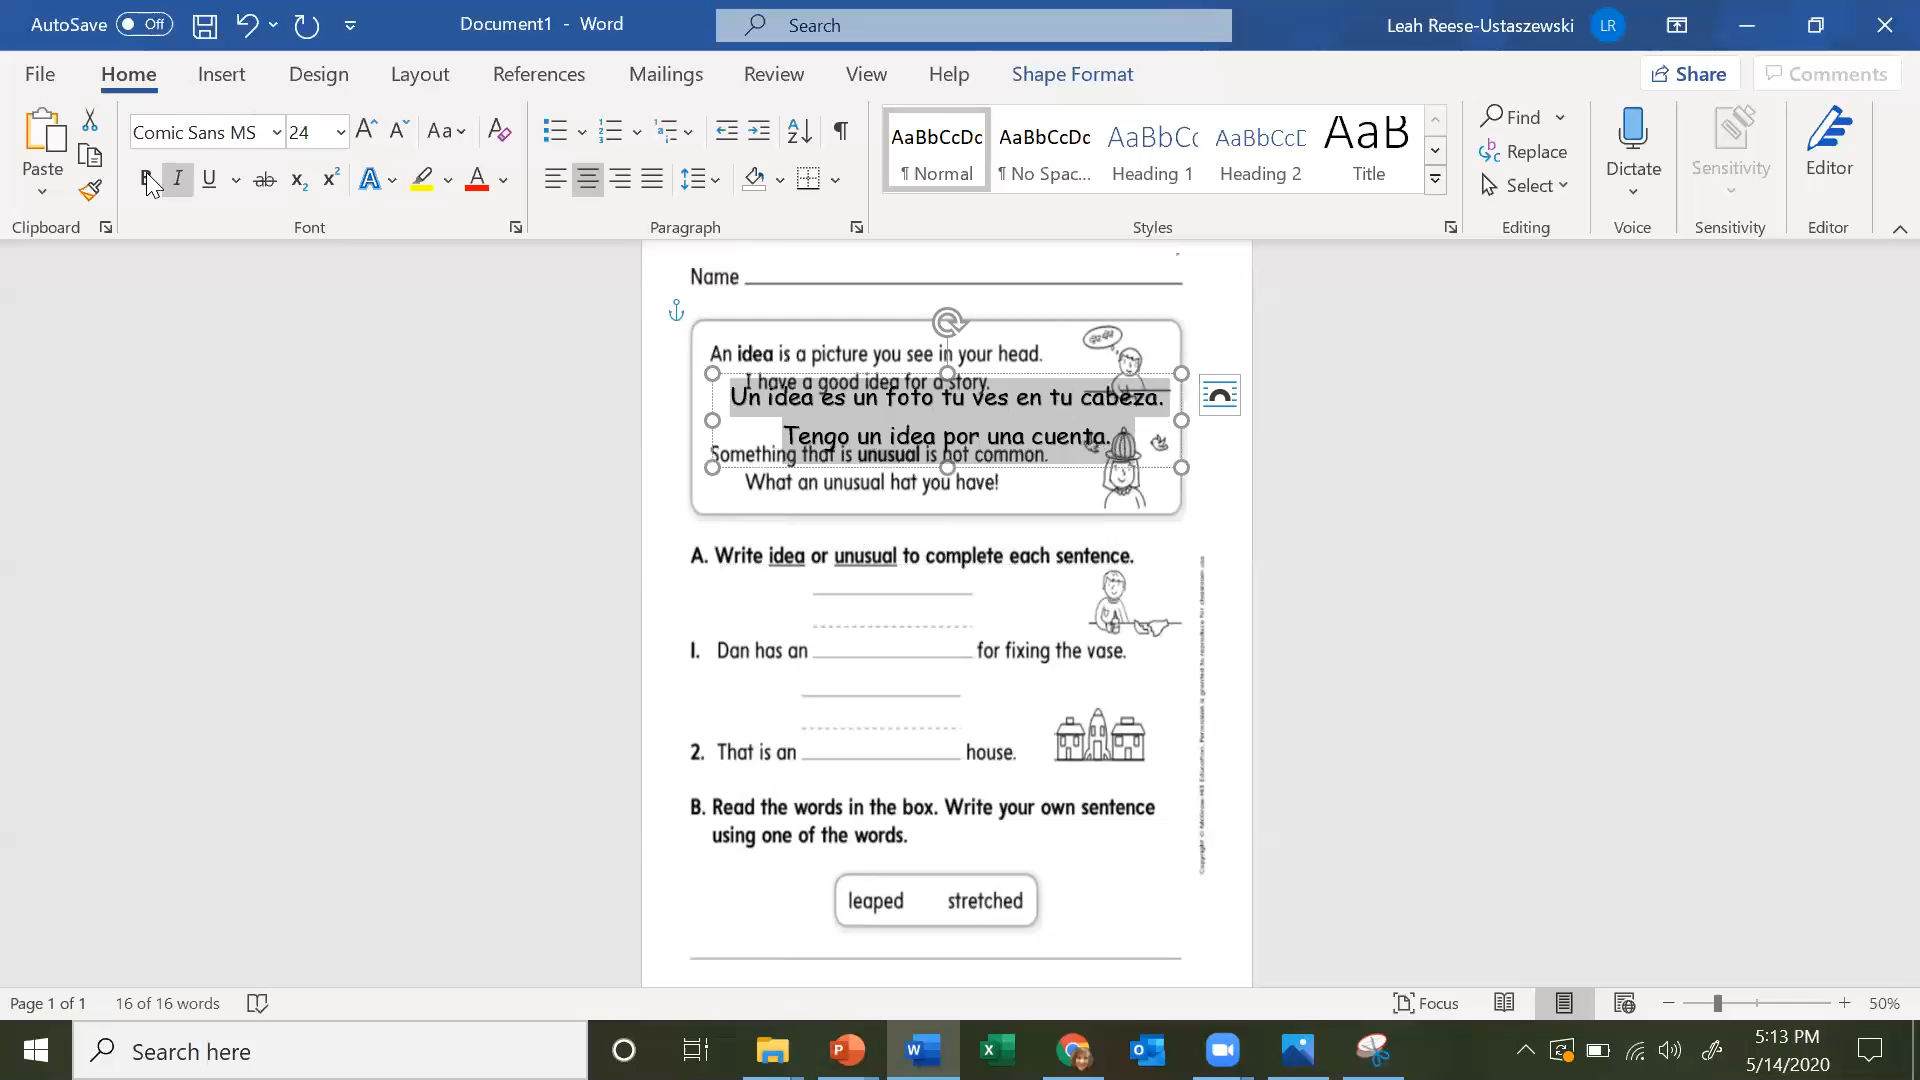 AutoSave Off Document1 - Word Search Leah Reese-Ustaszewski LR
File Home Insert Design Layout References Mailings Review View Help Shape Format Share Comments
Paste Comic Sans MS 24 Aa
AaBbCcDc AaBbCcDc AaBbCc AaBbCcD AaB
¶ Normal ¶ No Spac... Heading 1 Heading 2 Title
Find
Replace
Select
Dictate Sensitivity Editor
Clipboard Font Paragraph Styles Editing Voice Sensitivity Editor
Name
An idea is a picture you see in your head.
I have a good idea for a story.
Un idea es un foto tu ves en tu cabeza.
Tengo un idea por una cuenta.
Something that is unusual is not common.
What an unusual hat you have!
A. Write idea or unusual to complete each sentence.
1. Dan has an for fixing the vase.
2. That is an house.
B. Read the words in the box. Write your own sentence
using one of the words.
leaped stretched
Page 1 of 1 16 of 16 words Focus 50%
Search here
5:13 PM
5/14/2020